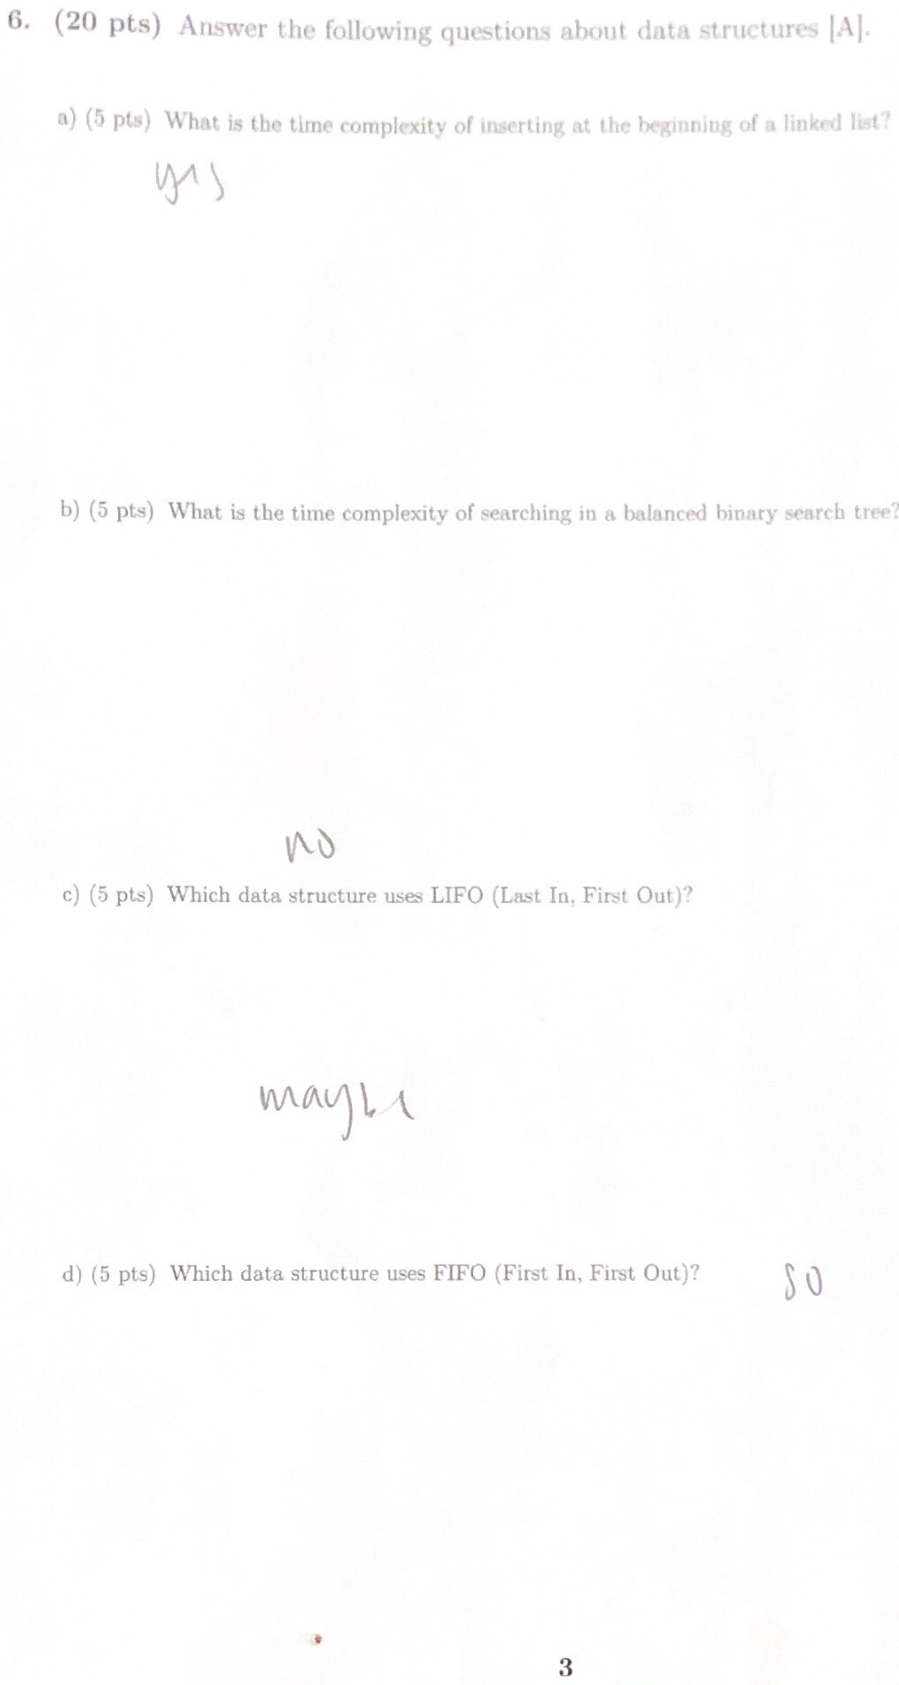 6. (20 pts) Answer the following questions about data structures [A].
a) (5 pts) What is the time complexity of inserting at the beginning of a linked list?
yes
b) (5 pts) What is the time complexity of searching in a balanced binary search tree?
no
c) (5 pts) Which data structure uses LIFO (Last In, First Out)?
maybe
d) (5 pts) Which data structure uses FIFO (First In, First Out)? so
3